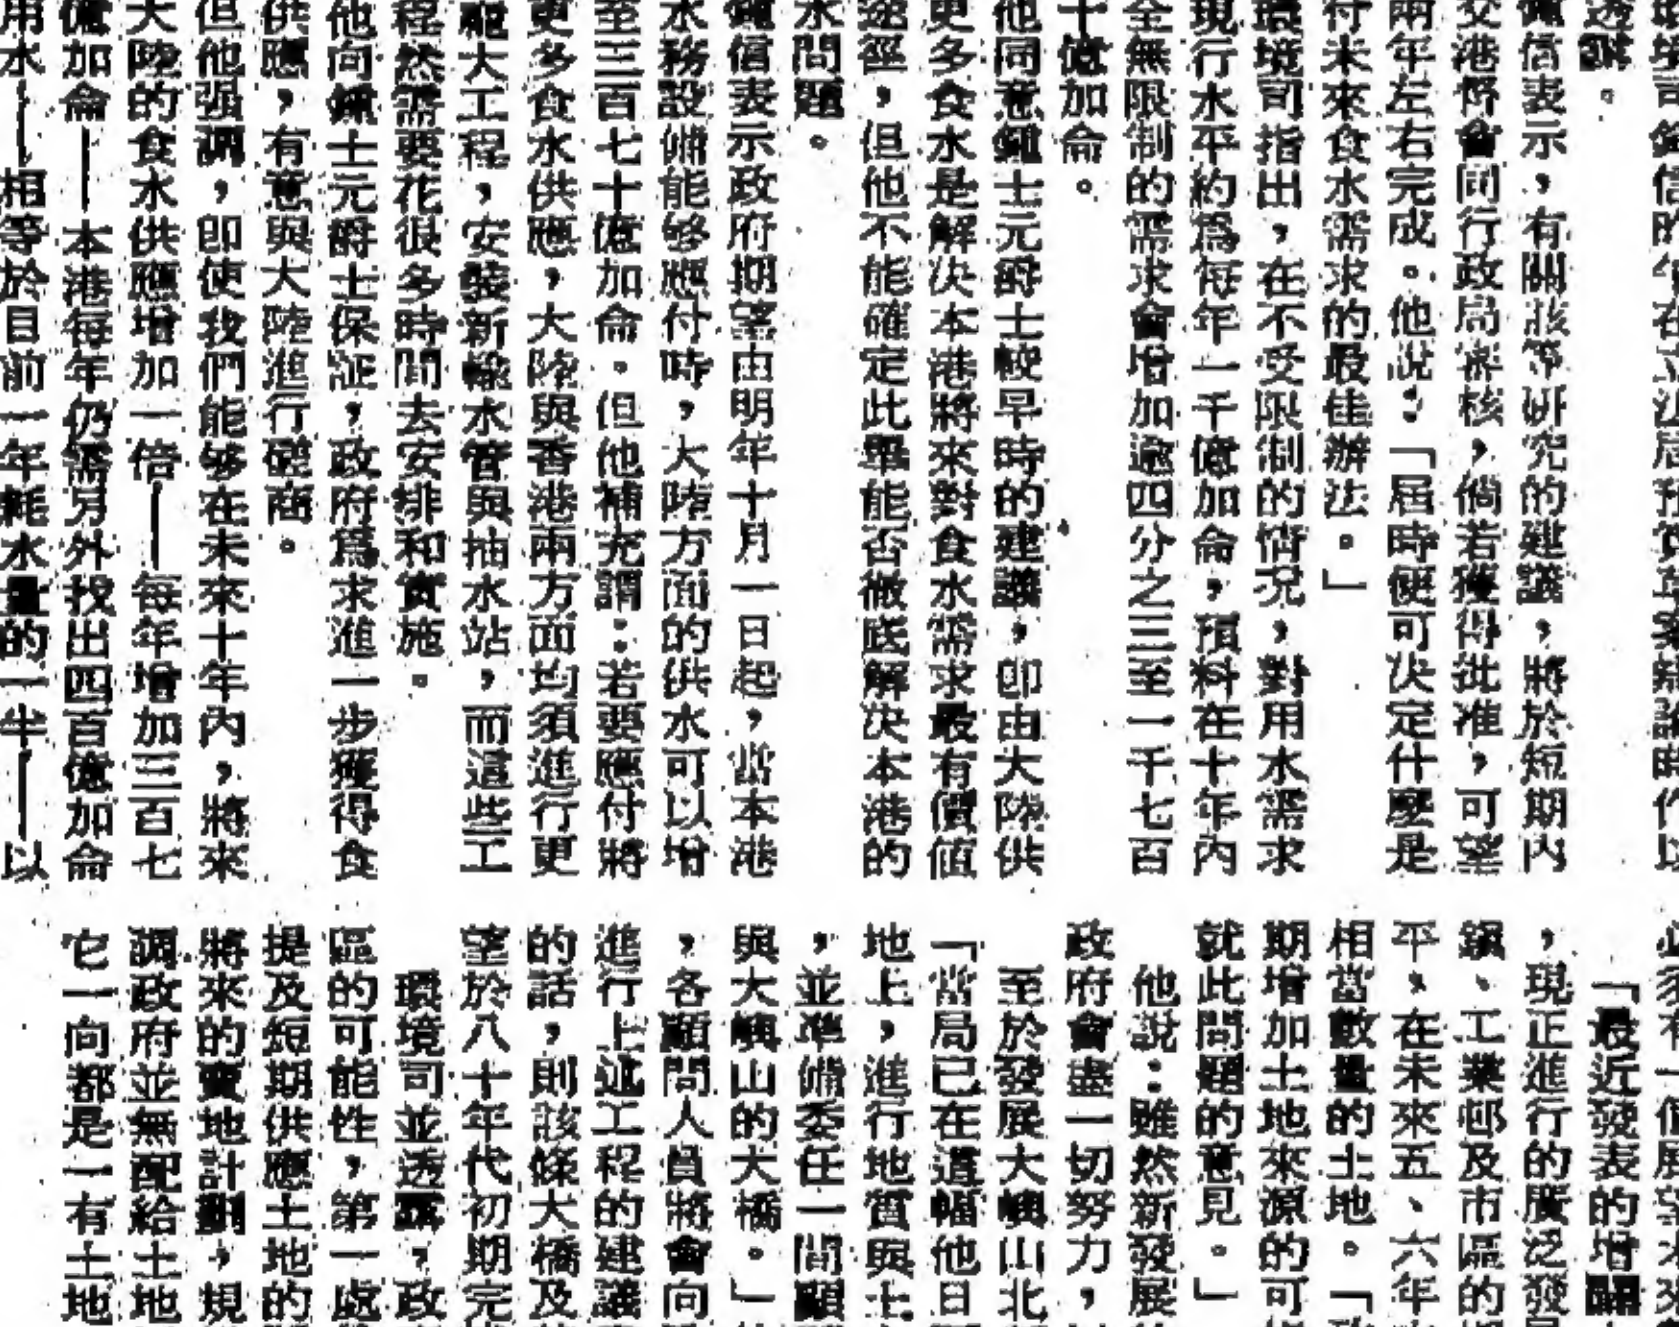 透露。
信表示，有關該等研究的建議，將於短期內
交港督會同行政局審核，倘若獲得批准，可望
兩年左右完成。他說：「屆時便可決定什麼是
付未來食水需求的最佳辦法。」
環境司指出，在不受限制的情況，對用水需求
現行水平約爲每年一千億加侖，預料在十年內
全無限制的需求會增加逾四分之三至一千七百
十億加侖。
他同意鍾士元爵士較早時的建議，即由大陸供
更多食水是解決本港將來對食水需求最有價值
途徑，但他不能確定此舉能否徹底解決本港的
水問題。
信表示政府期望由明年十月一日起，當本港
水務設備能够應付時，大陸方面的供水可以增
至三百七十億加侖。但他補充謂：若要應付將
更多食水供應，大陸與香港兩方面均須進行更
龐大工程，安裝新輸水管與抽水站，而這些工
程然需要花很多時間去安排和實施。
他向鍾士元爵士保証，政府爲求進一步獲得食
供應，有意與大陸進行磋商。
但他强調，即使我們能够在未來十年內，將來
大陸的食水供應增加一倍——每年增加三百七
億加侖——本港每年仍需另外找出四百億加侖
用水——相等於目前一年耗水量的一半——以
「最近發表的增闢
，現正進行的廣泛發
鎮、工業邨及市區的
平，在未來五、六年
相當數量的土地。「
期增加土地來源的可
就此問題的意見。」
他說：雖然新發展
政府會盡一切努力，
至於發展大嶼山北
「當局已在這幅他日
地上，進行地質與土
，並準備委任一間顧
與大嶼山的大橋。」
，各顧問人員將會向
進行上述工程的建議
的話，則該條大橋及
望於八十年代初期完
環境司並透露，政
區的可能性，第一處
提及短期供應土地的
將來的賣地計劃，規
調政府並無配給土地
它一向都是一有土地